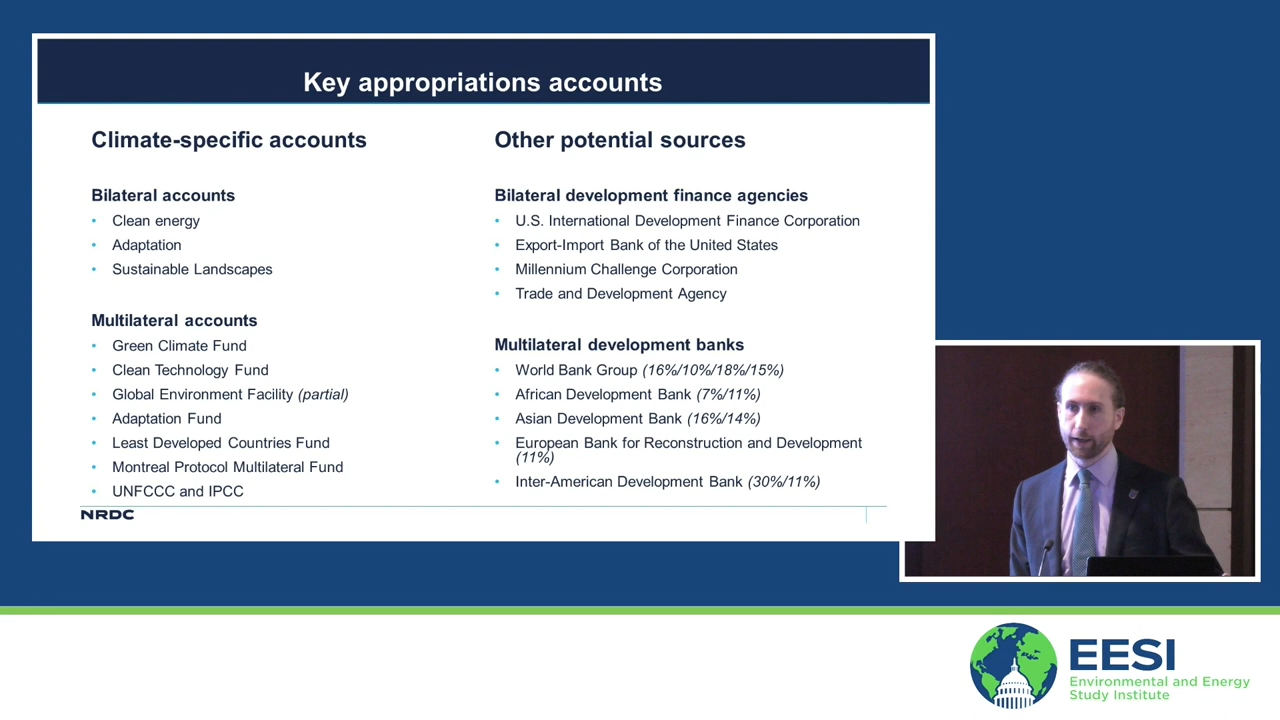 Key appropriations accounts
Climate-specific accounts
Bilateral accounts
• Clean energy
• Adaptation
• Sustainable Landscapes
Multilateral accounts
• Green Climate Fund
• Clean Technology Fund
• Global Environment Facility (partial)
• Adaptation Fund
• Least Developed Countries Fund
• Montreal Protocol Multilateral Fund
• UNFCCC and IPCC
Other potential sources
Bilateral development finance agencies
• U.S. International Development Finance Corporation
• Export-Import Bank of the United States
• Millennium Challenge Corporation
• Trade and Development Agency
Multilateral development banks
• World Bank Group (16%/10%/18%/15%)
• African Development Bank (7%/11%)
• Asian Development Bank (16%/14%)
• European Bank for Reconstruction and Development
(11%)
• Inter-American Development Bank (30%/11%)
NRDC
EESI
Environmental and Energy
Study Institute